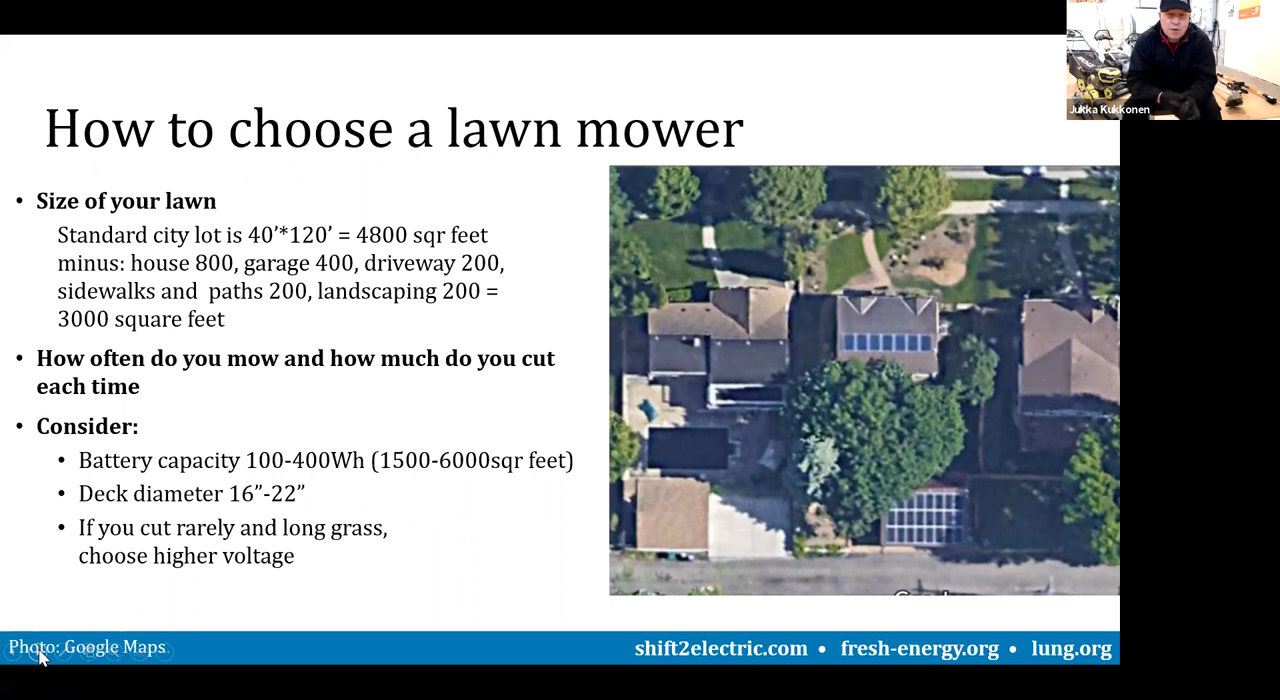 Jukka Kukkonen
How to choose a lawn mower
• Size of your lawn
Standard city lot is 40’*120’ = 4800 sqr feet
minus: house 800, garage 400, driveway 200,
sidewalks and  paths 200, landscaping 200 =
3000 square feet
• How often do you mow and how much do you cut
each time
• Consider:
• Battery capacity 100-400Wh (1500-6000sqr feet)
• Deck diameter 16”-22”
• If you cut rarely and long grass,
choose higher voltage
Photo: Google Maps
shift2electric.com • fresh-energy.org • lung.org